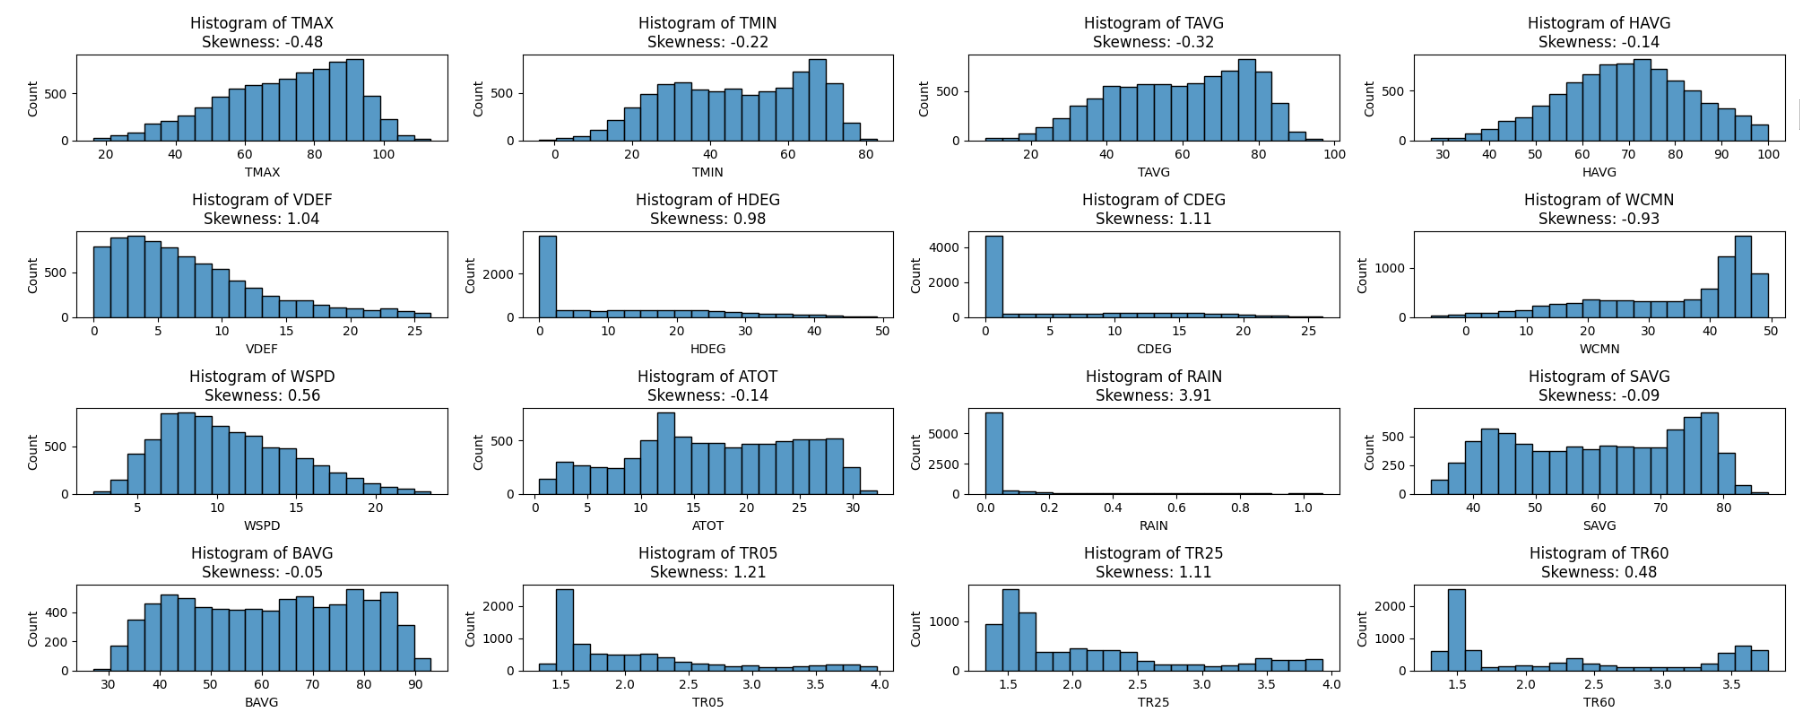 Histogram of TMAX
Skewness: -0.48
Count
500
0
20 40 60 80 100
TMAX
Histogram of TMIN
Skewness: -0.22
Count
500
0
0 20 40 60 80
TMIN
Histogram of TAVG
Skewness: -0.32
Count
500
0
20 40 60 80 100
TAVG
Histogram of HAVG
Skewness: -0.14
Count
500
0
30 40 50 60 70 80 90 100
HAVG
Histogram of VDEF
Skewness: 1.04
Count
500
0
0 5 10 15 20 25
VDEF
Histogram of HDEG
Skewness: 0.98
Count
2000
0
0 10 20 30 40 50
HDEG
Histogram of CDEG
Skewness: 1.11
Count
4000
2000
0
0 5 10 15 20 25
CDEG
Histogram of WCMN
Skewness: -0.93
Count
1000
0
0 10 20 30 40 50
WCMN
Histogram of WSPD
Skewness: 0.56
Count
500
0
5 10 15 20
WSPD
Histogram of ATOT
Skewness: -0.14
Count
500
0
0 5 10 15 20 25 30
ATOT
Histogram of RAIN
Skewness: 3.91
Count
5000
2500
0
0.0 0.2 0.4 0.6 0.8 1.0
RAIN
Histogram of SAVG
Skewness: -0.09
Count
500
250
0
40 50 60 70 80
SAVG
Histogram of BAVG
Skewness: -0.05
Count
400
200
0
30 40 50 60 70 80 90
BAVG
Histogram of TR05
Skewness: 1.21
Count
2000
1000
0
1.5 2.0 2.5 3.0 3.5 4.0
TR05
Histogram of TR25
Skewness: 1.11
Count
1000
0
1.5 2.0 2.5 3.0 3.5 4.0
TR25
Histogram of TR60
Skewness: 0.48
Count
2000
1000
0
1.5 2.0 2.5 3.0 3.5
TR60